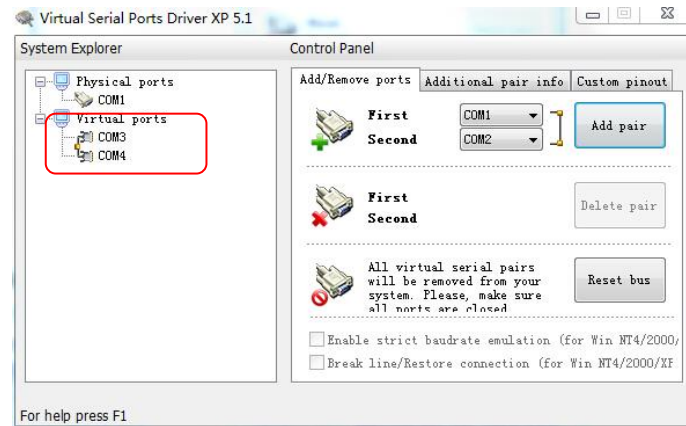 Virtual Serial Ports Driver XP 5.1
System Explorer
Control Panel
Physical ports
COM1
Virtual ports
COM3
COM4
Add/Remove ports
Additional pair info
Custom pinout
First
COM1
Second
COM2
Add pair
First
Second
Delete pair
All virtual serial pairs
will be removed from your
system. Please, make sure
all ports are closed
Reset bus
Enable strict baudrate emulation (for Win NT4/2000/
Break line/Restore connection (for Win NT4/2000/XP
For help press F1